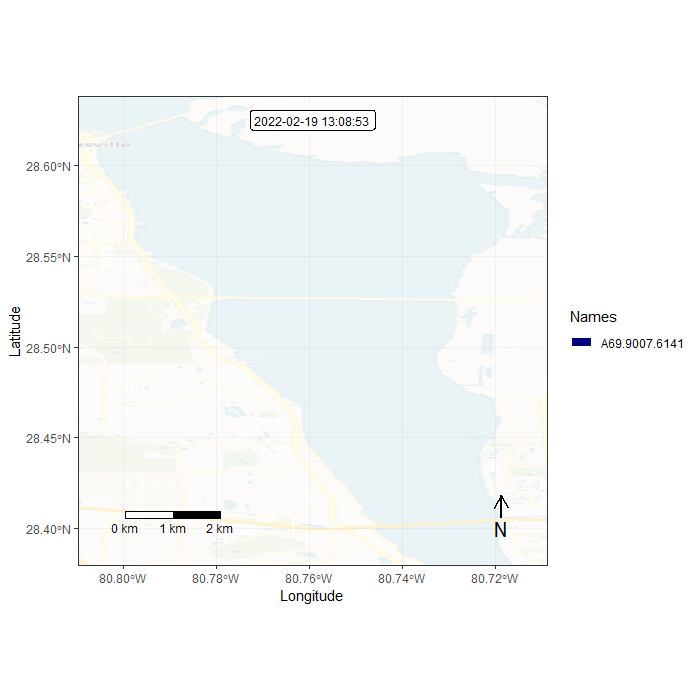 2022-02-19 13:08:53
sville
28.60°N
28.55°N
28.50°N
28.45°N
28.40°N
Latitude
0 km 1 km 2 km
N
80.80°W 80.78°W 80.76°W 80.74°W 80.72°W
Longitude
Names
A69.9007.6141